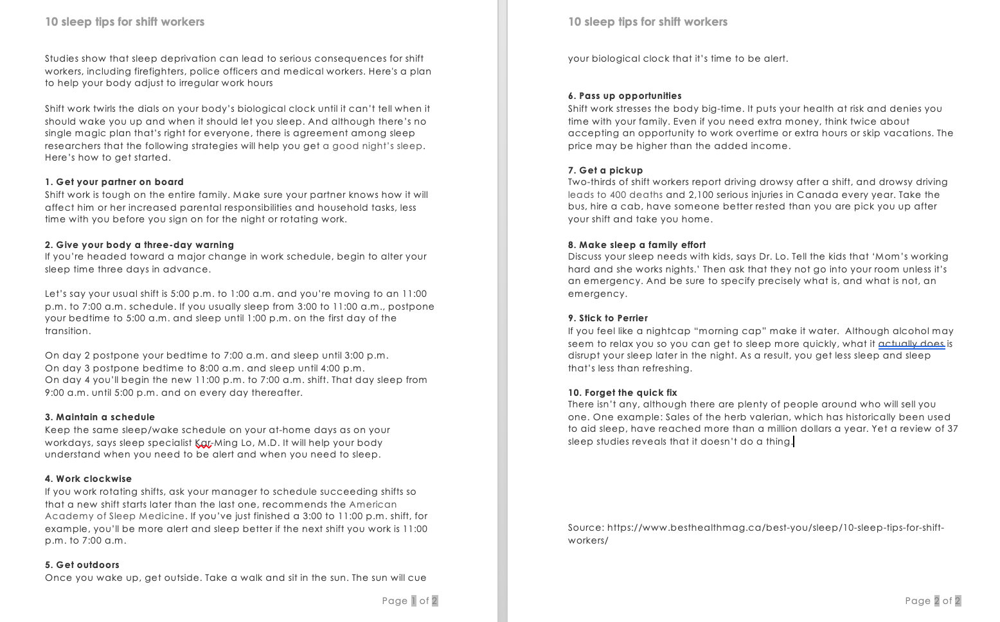 10 sleep tips for shift workers
Studies show that sleep deprivation can lead to serious consequences for shift
workers, including firefighters, police officers and medical workers. Here's a plan
to help your body adjust to irregular work hours
Shift work twirls the dials on your body’s biological clock until it can’t tell when it
should wake you up and when it should let you sleep. And although there’s no
single magic plan that’s right for everyone, there is agreement among sleep
researchers that the following strategies will help you get a good night’s sleep.
Here’s how to get started.
1. Get your partner on board
Shift work is tough on the entire family. Make sure your partner knows how it will
affect him or her increased parental responsibilities and household tasks, less
time with you before you sign on for the night or rotating work.
2. Give your body a three-day warning
If you’re headed toward a major change in work schedule, begin to alter your
sleep time three days in advance.
Let’s say your usual shift is 5:00 p.m. to 1:00 a.m. and you’re moving to an 11:00
p.m. to 7:00 a.m. schedule. If you usually sleep from 3:00 to 11:00 a.m., postpone
your bedtime to 5:00 a.m. and sleep until 1:00 p.m. on the first day of the
transition.
On day 2 postpone your bedtime to 7:00 a.m. and sleep until 3:00 p.m.
On day 3 postpone bedtime to 8:00 a.m. and sleep until 4:00 p.m.
On day 4 you’ll begin the new 11:00 p.m. to 7:00 a.m. shift. That day sleep from
9:00 a.m. until 5:00 p.m. and on every day thereafter.
3. Maintain a schedule
Keep the same sleep/wake schedule on your at-home days as on your
workdays, says sleep specialist Kar-Ming Lo, M.D. It will help your body
understand when you need to be alert and when you need to sleep.
4. Work clockwise
If you work rotating shifts, ask your manager to schedule succeeding shifts so
that a new shift starts later than the last one, recommends the American
Academy of Sleep Medicine. If you’ve just finished a 3:00 to 11:00 p.m. shift, for
example, you’ll be more alert and sleep better if the next shift you work is 11:00
p.m. to 7:00 a.m.
5. Get outdoors
Once you wake up, get outside. Take a walk and sit in the sun. The sun will cue
Page 1 of 2
10 sleep tips for shift workers
your biological clock that it’s time to be alert.
6. Pass up opportunities
Shift work stresses the body big-time. It puts your health at risk and denies you
time with your family. Even if you need extra money, think twice about
accepting an opportunity to work overtime or extra hours or skip vacations. The
price may be higher than the added income.
7. Get a pickup
Two-thirds of shift workers report driving drowsy after a shift, and drowsy driving
leads to 400 deaths and 2,100 serious injuries in Canada every year. Take the
bus, hire a cab, have someone better rested than you are pick you up after
your shift and take you home.
8. Make sleep a family effort
Discuss your sleep needs with kids, says Dr. Lo. Tell the kids that ‘Mom’s working
hard and she works nights.’ Then ask that they not go into your room unless it’s
an emergency. And be sure to specify precisely what is, and what is not, an
emergency.
9. Stick to Perrier
If you feel like a nightcap “morning cap” make it water.  Although alcohol may
seem to relax you so you can get to sleep more quickly, what it actually does is
disrupt your sleep later in the night. As a result, you get less sleep and sleep
that’s less than refreshing.
10. Forget the quick fix
There isn’t any, although there are plenty of people around who will sell you
one. One example: Sales of the herb valerian, which has historically been used
to aid sleep, have reached more than a million dollars a year. Yet a review of 37
sleep studies reveals that it doesn’t do a thing.
Source: https://www.besthealthmag.ca/best-you/sleep/10-sleep-tips-for-shift-
workers/
Page 2 of 2